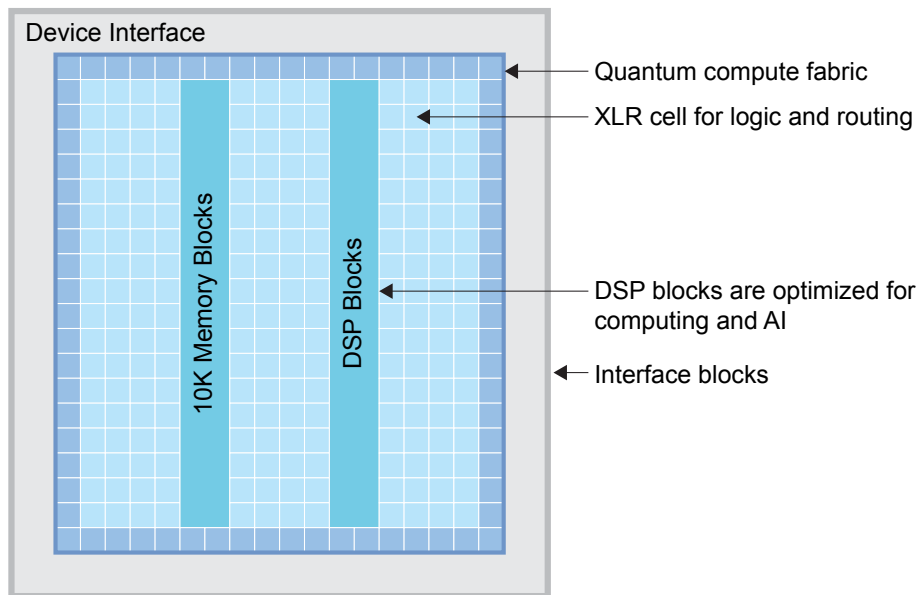 Device Interface
Quantum compute fabric
XLR cell for logic and routing
10K Memory Blocks
DSP Blocks
DSP blocks are optimized for
computing and AI
Interface blocks